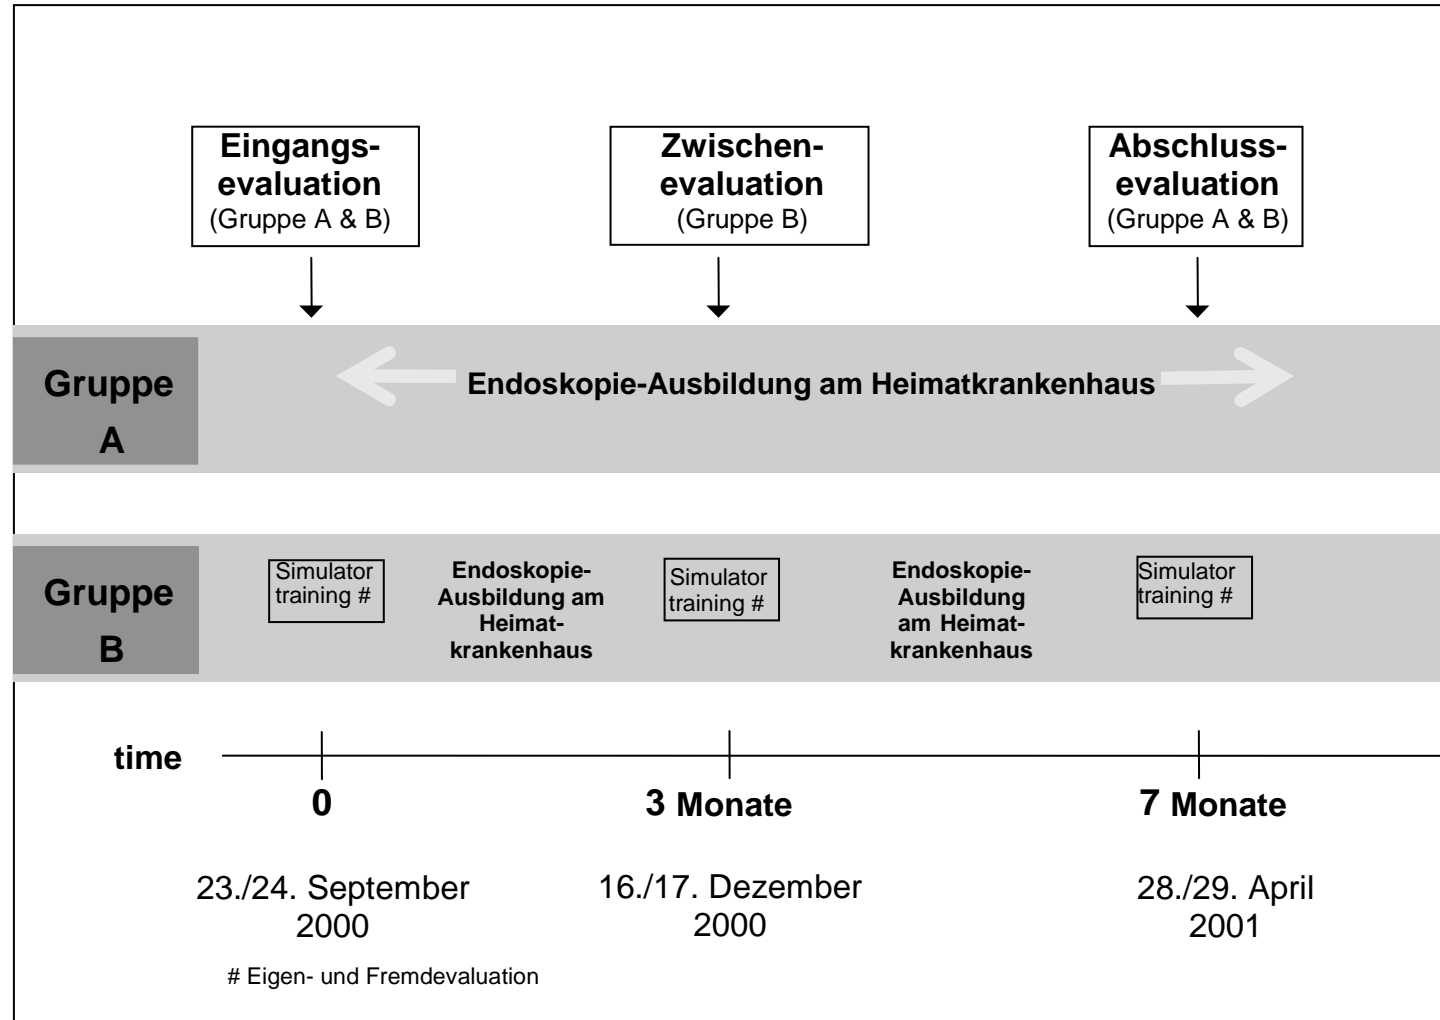 Eingangs-
evaluation
(Gruppe A & B)
Zwischen-
evaluation
(Gruppe B)
Abschluss-
evaluation
(Gruppe A & B)
Gruppe
A
Endoskopie-Ausbildung am Heimatkrankenhaus
Gruppe
B
Simulator
training #
Endoskopie-
Ausbildung am
Heimat-
krankenhaus
Simulator
training #
Endoskopie-
Ausbildung
am Heimat-
krankenhaus
Simulator
training #
time
0
3 Monate
7 Monate
23./24. September
2000
16./17. Dezember
2000
28./29. April
2001
# Eigen- und Fremdevaluation